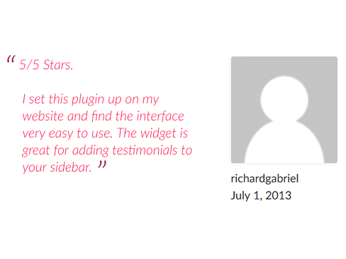 “ 5/5 Stars.
I set this plugin up on my
website and find the interface
very easy to use. The widget is
great for adding testimonials to
your sidebar. ”
richardgabriel
July 1, 2013